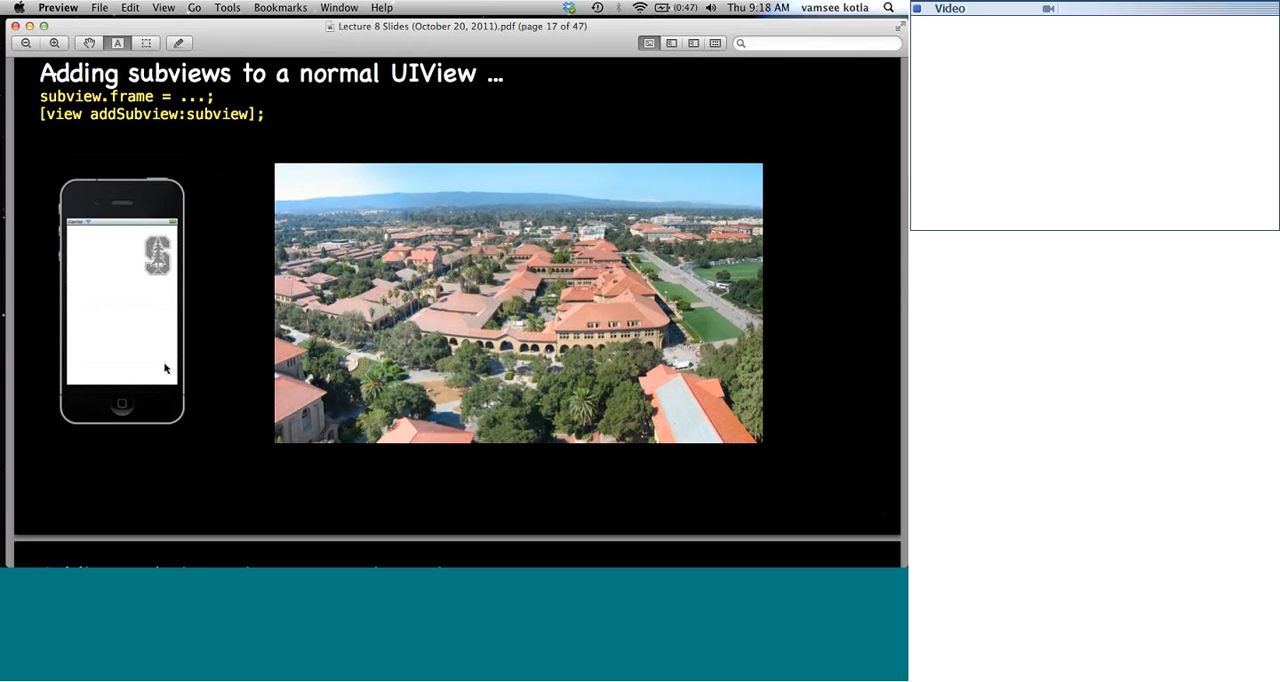 Preview File Edit View Go Tools Bookmarks Window Help (0:47) Thu 9:18 AM vamsee kotla
Video
Lecture 8 Slides (October 20, 2011).pdf (page 17 of 47)
A
Adding subviews to a normal UIView ...
subview.frame = ...;
[view addSubview:subview];
Carrier
S